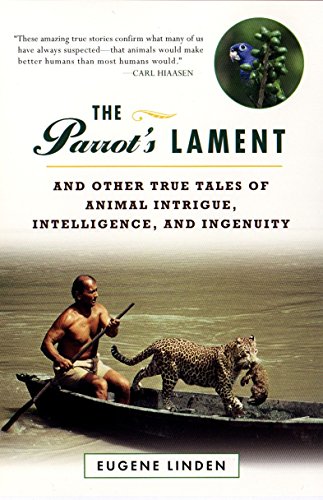 "These amazing true stories confirm what many of us
have always suspected—that animals would make
better humans than most humans would."
—CARL HIAASEN
THE
Parrot's LAMENT
AND OTHER TRUE TALES OF
ANIMAL INTRIGUE,
INTELLIGENCE, AND INGENUITY
EUGENE LINDEN